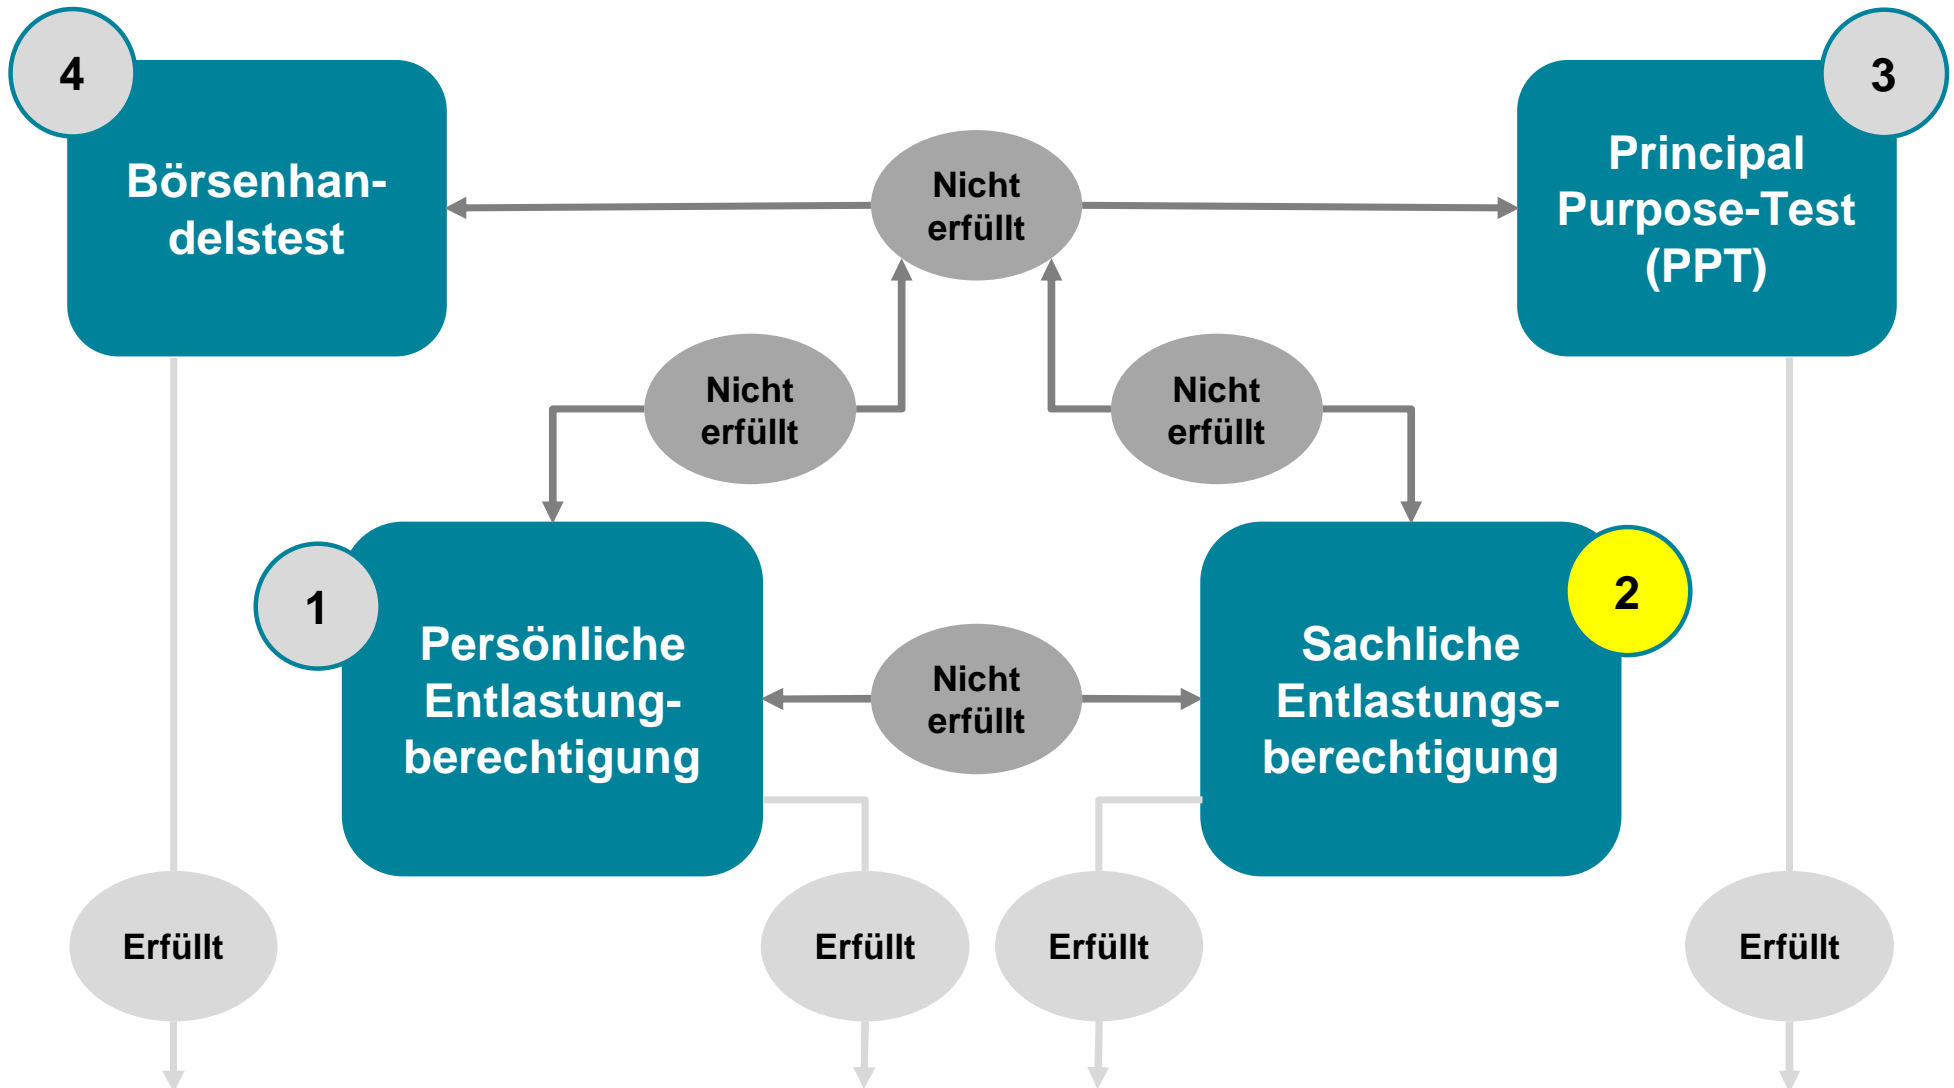 4
Börsenhan-
delstest
Nicht
erfüllt
3
Principal
Purpose-Test
(PPT)
Nicht
erfüllt
Nicht
erfüllt
1
Persönliche
Entlastung-
berechtigung
Nicht
erfüllt
2
Sachliche
Entlastungs-
berechtigung
Erfüllt
Erfüllt
Erfüllt
Erfüllt